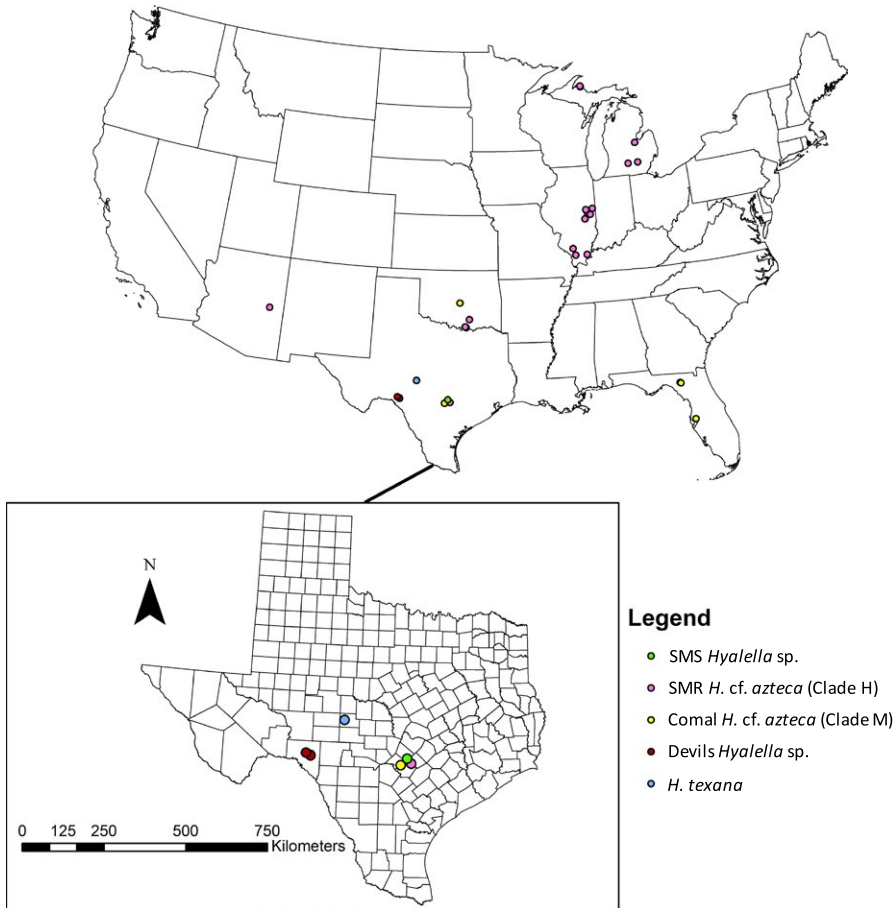 N
0 125 250 500 750
Kilometers
Legend
SMS Hyalella sp.
SMR H. cf. azteca (Clade H)
Comal H. cf. azteca (Clade M)
Devils Hyalella sp.
H. texana